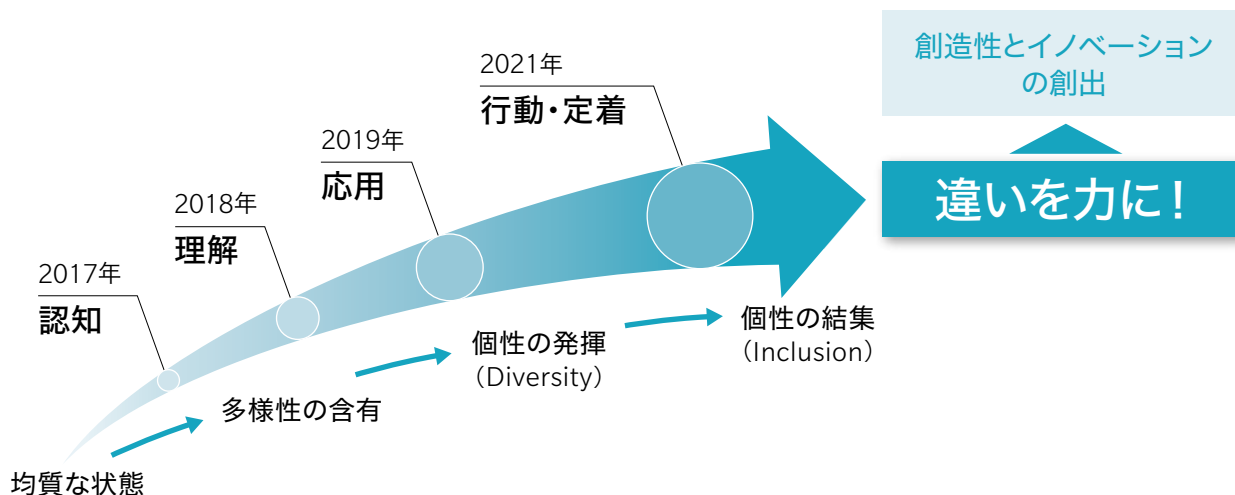 2017年
認知
2018年
理解
2019年
応用
2021年
行動・定着
創造性とイノベーション
の創出
違いを力に!
均質な状態
多様性の含有
個性の発揮
(Diversity)
個性の結集
(Inclusion)